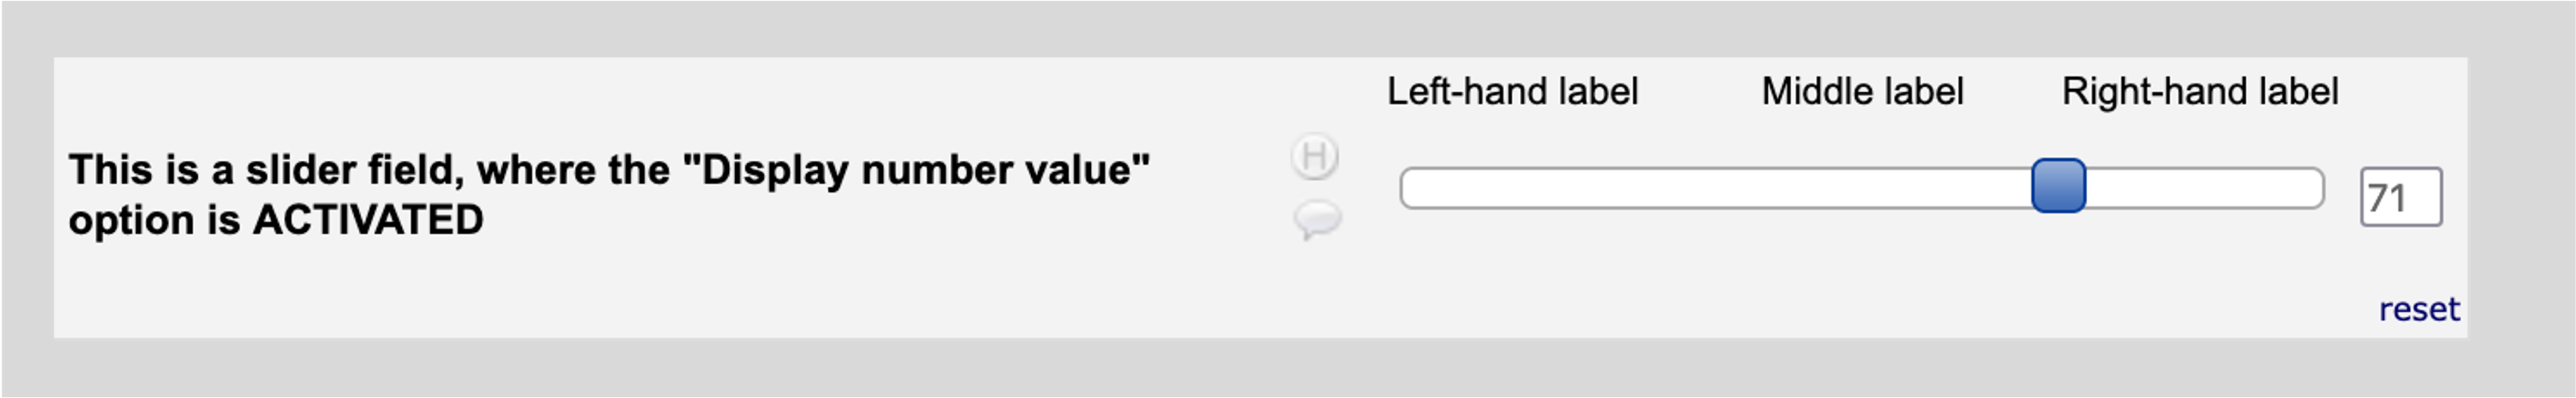 Left-hand label Middle label Right-hand label
This is a slider field, where the "Display number value"
option is ACTIVATED
H
71
reset